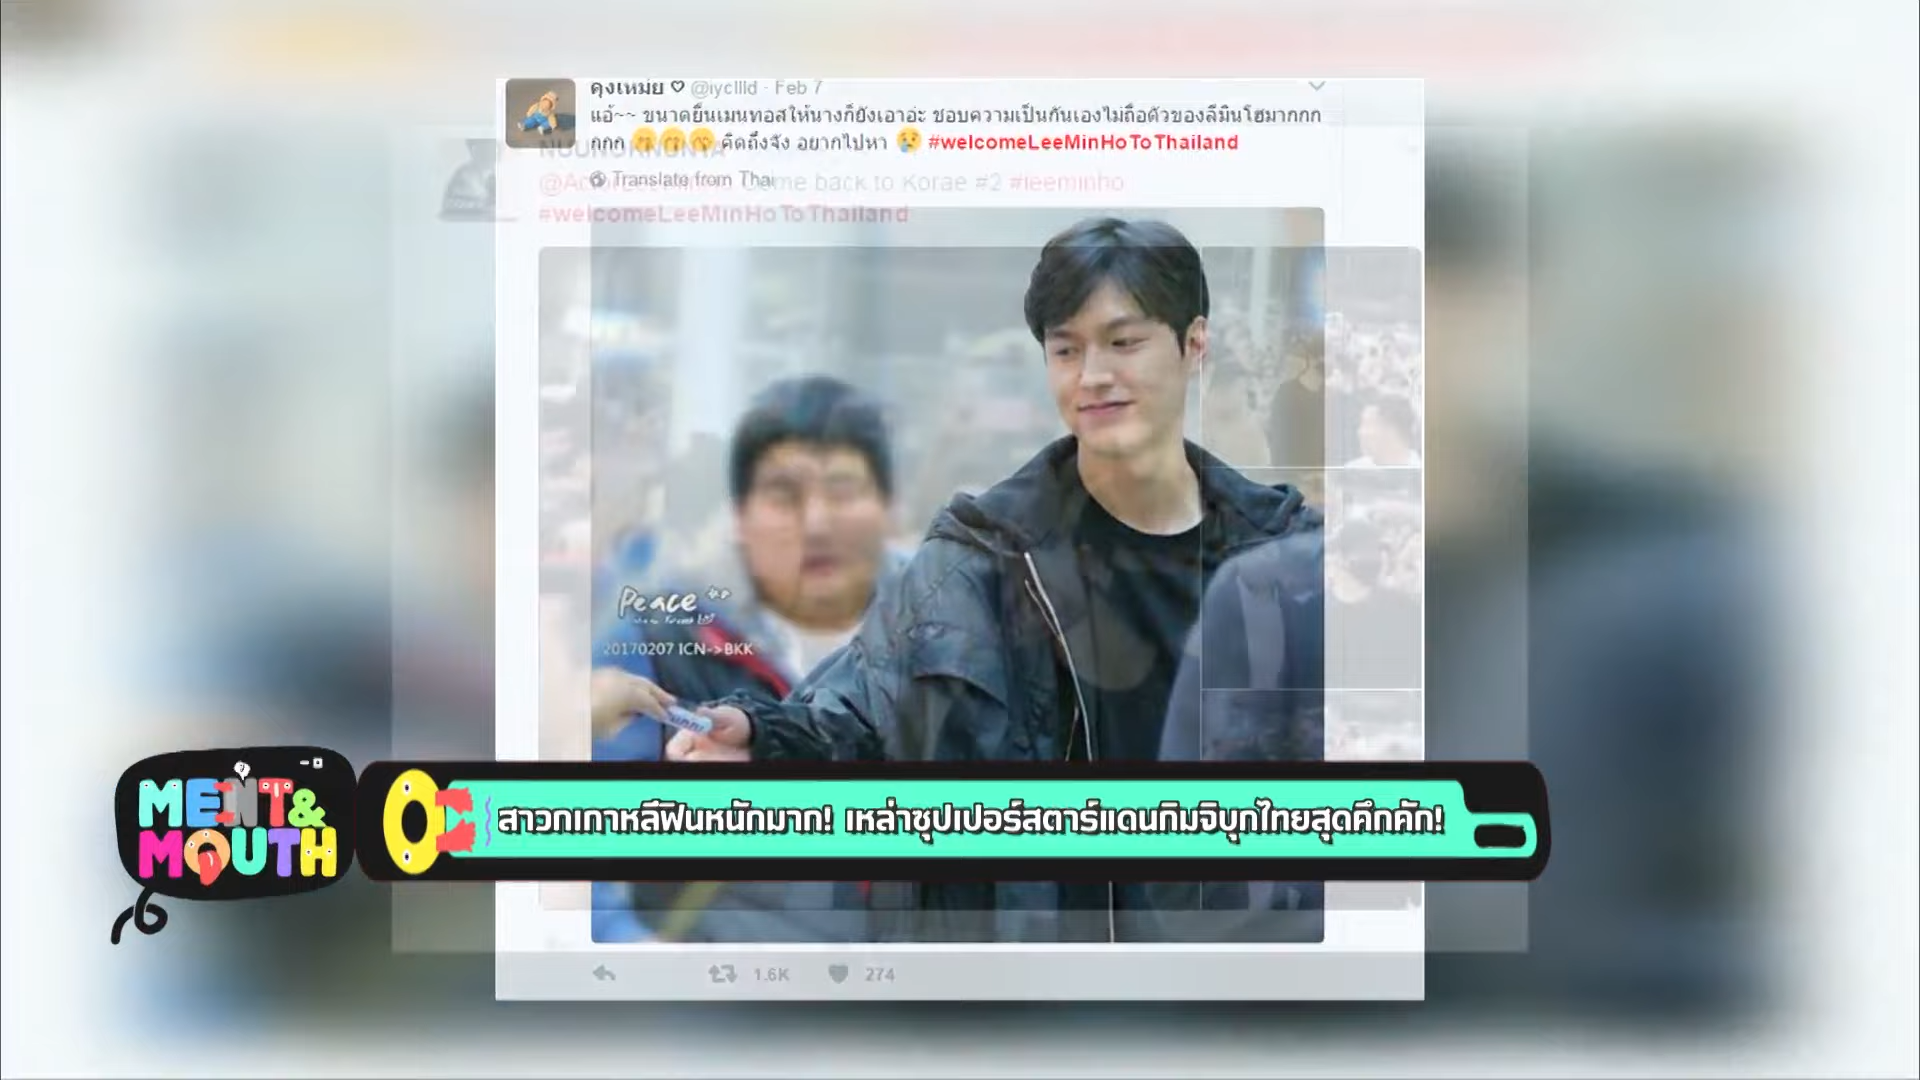 คุงเหม่ย ♡ @iycllld · Feb 7
แอ้~~ ขนาดยื่นเมนทอสให้นางก็ยังเอาอ่ะ ชอบความเป็นกันเองไม่ถือตัวของลีมินโฮมากกก
กกก คิดถึงจัง อยากไปหา #welcomeLeeMinHoToThailand
Translate from Thai
come back to Korae #2 #leeminho
#welcomeLeeMinHoToThailand
Peace
20170207 ICN->BKK
MENT&
MOUTH
สาวกเกาหลีฟินหนักมาก! เหล่าซุปเปอร์สตาร์แดนกิมจิบุกไทยสุดคึกคัก!
1.6K 274